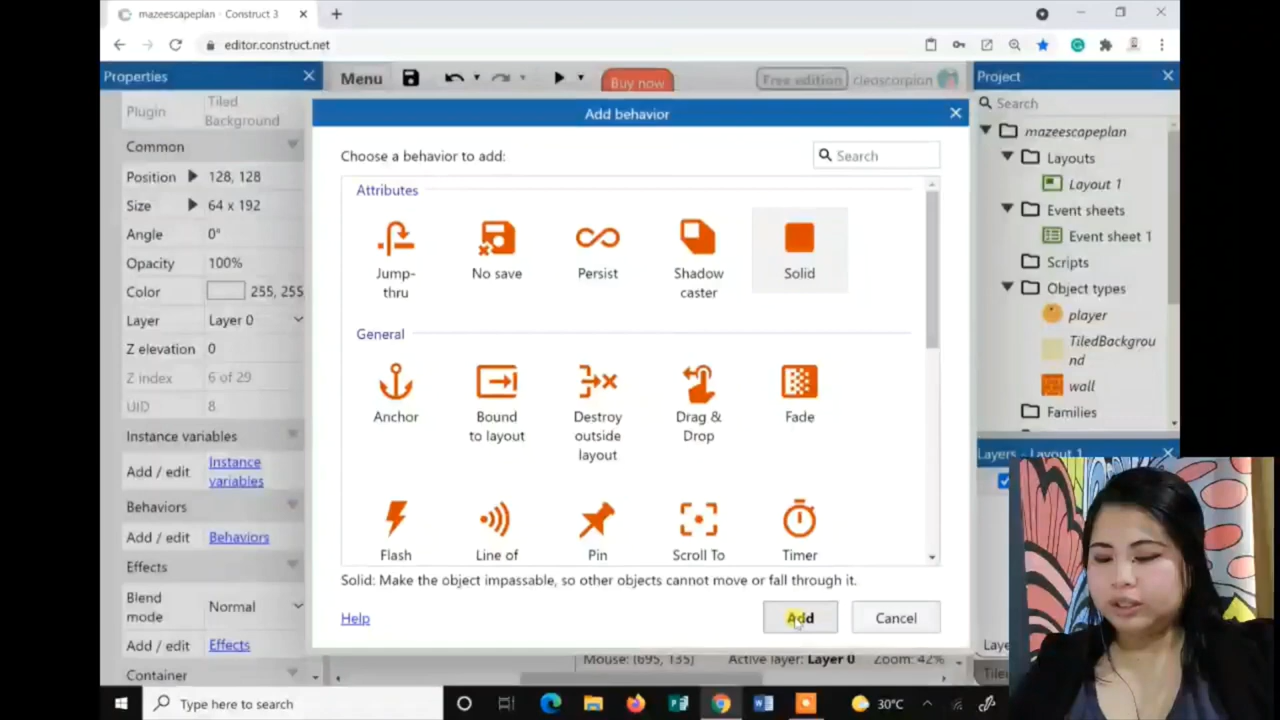 mazeescapeplan - Construct 3
editor.construct.net
Properties
Menu
Buy now
Free edition
cleascorpian
Project
Plugin
Tiled
Background
Common
Position
128, 128
Size
64 x 192
Angle
0°
Opacity
100%
Color
255, 255
Layer
Layer 0
Z elevation
0
Z index
6 of 29
UID
8
Instance variables
Add / edit
Instance
variables
Behaviors
Add / edit
Behaviors
Effects
Blend
mode
Normal
Add / edit
Effects
Container
Add behavior
Choose a behavior to add:
Search
Attributes
Jump-
thru
No save
Persist
Shadow
caster
Solid
General
Anchor
Bound
to layout
Destroy
outside
layout
Drag &
Drop
Fade
Flash
Line of
Pin
Scroll To
Timer
Solid: Make the object impassable, so other objects cannot move or fall through it.
Help
Add
Cancel
Search
mazeescapeplan
Layouts
Layout 1
Event sheets
Event sheet 1
Scripts
Object types
player
TiledBackgrou
nd
wall
Families
Layers - Layout 1
Mouse: (695, 135)
Active layer: Layer 0
Zoom: 42%
Type here to search
30°C